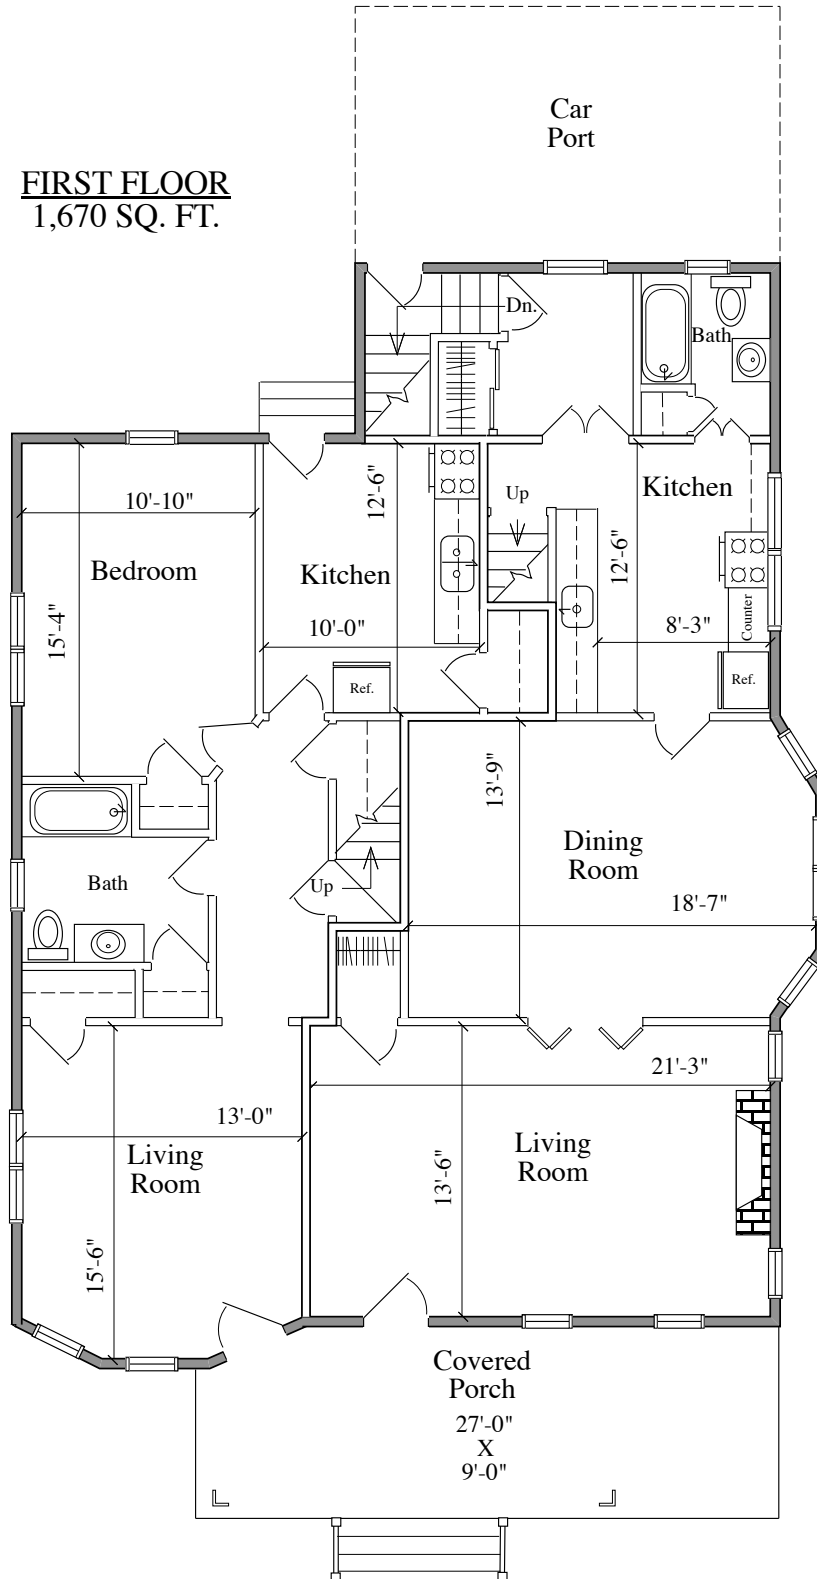 Car
Port
FIRST FLOOR
1,670 SQ. FT.
Dn.
Bath
10'-10"
12'-6"
Up
Kitchen
Bedroom
Kitchen
12'-6"
15'-4"
10'-0"
8'-3"
Counter
Ref.
Ref.
13'-9"
Dining
Room
Bath
Up
18'-7"
21'-3"
13'-0"
Living
Room
Living
Room
13'-6"
15'-6"
Covered
Porch
27'-0"
X
9'-0"